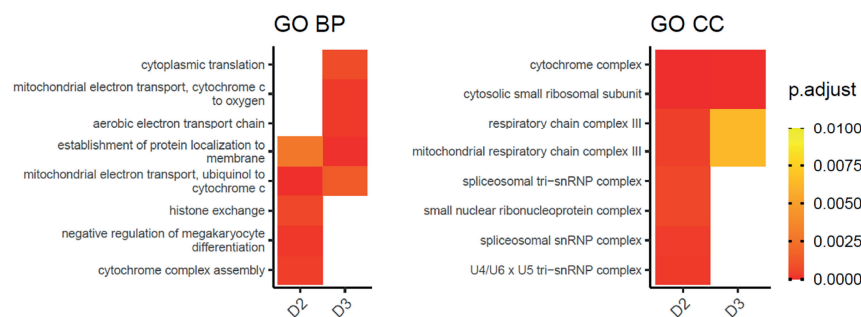 GO BP
cytoplasmic translation
mitochondrial electron transport, cytochrome c
to oxygen
aerobic electron transport chain
establishment of protein localization to
membrane
mitochondrial electron transport, ubiquinol to
cytochrome c
histone exchange
negative regulation of megakaryocyte
differentiation
cytochrome complex assembly
D2
D3
GO CC
cytochrome complex
cytosolic small ribosomal subunit
respiratory chain complex III
mitochondrial respiratory chain complex III
spliceosomal tri−snRNP complex
small nuclear ribonucleoprotein complex
spliceosomal snRNP complex
U4/U6 x U5 tri−snRNP complex
D2
D3
p.adjust
0.0100
0.0075
0.0050
0.0025
0.0000